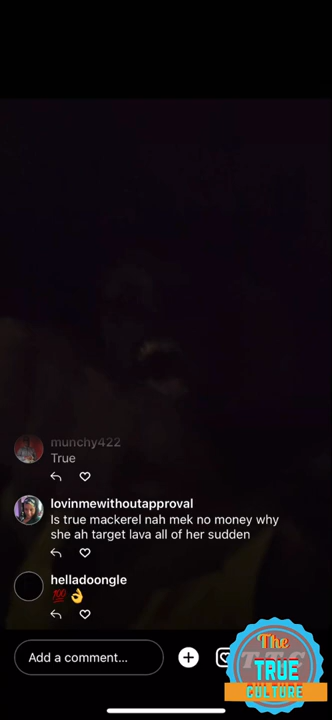 munchy422
True
lovinmewithoutapproval
Is true mackerel nah mek no money why
she ah target lava all of her sudden
helladoongle
💯👌
Add a comment...
The
TRUE
CULTURE